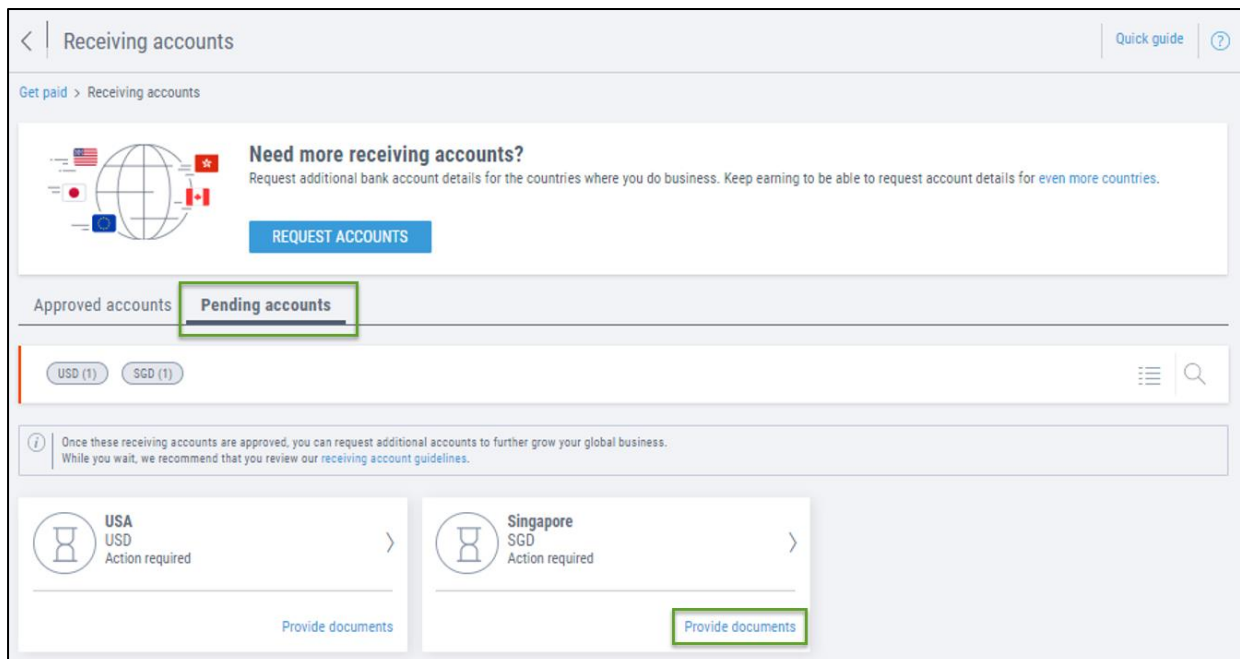 Receiving accounts
Quick guide
?
Get paid > Receiving accounts
Need more receiving accounts?
Request additional bank account details for the countries where you do business. Keep earning to be able to request account details for even more countries.
REQUEST ACCOUNTS
Approved accounts
Pending accounts
USD (1)
SGD (1)
i
Once these receiving accounts are approved, you can request additional accounts to further grow your global business.
While you wait, we recommend that you review our receiving account guidelines.
USA
USD
Action required
Provide documents
Singapore
SGD
Action required
Provide documents